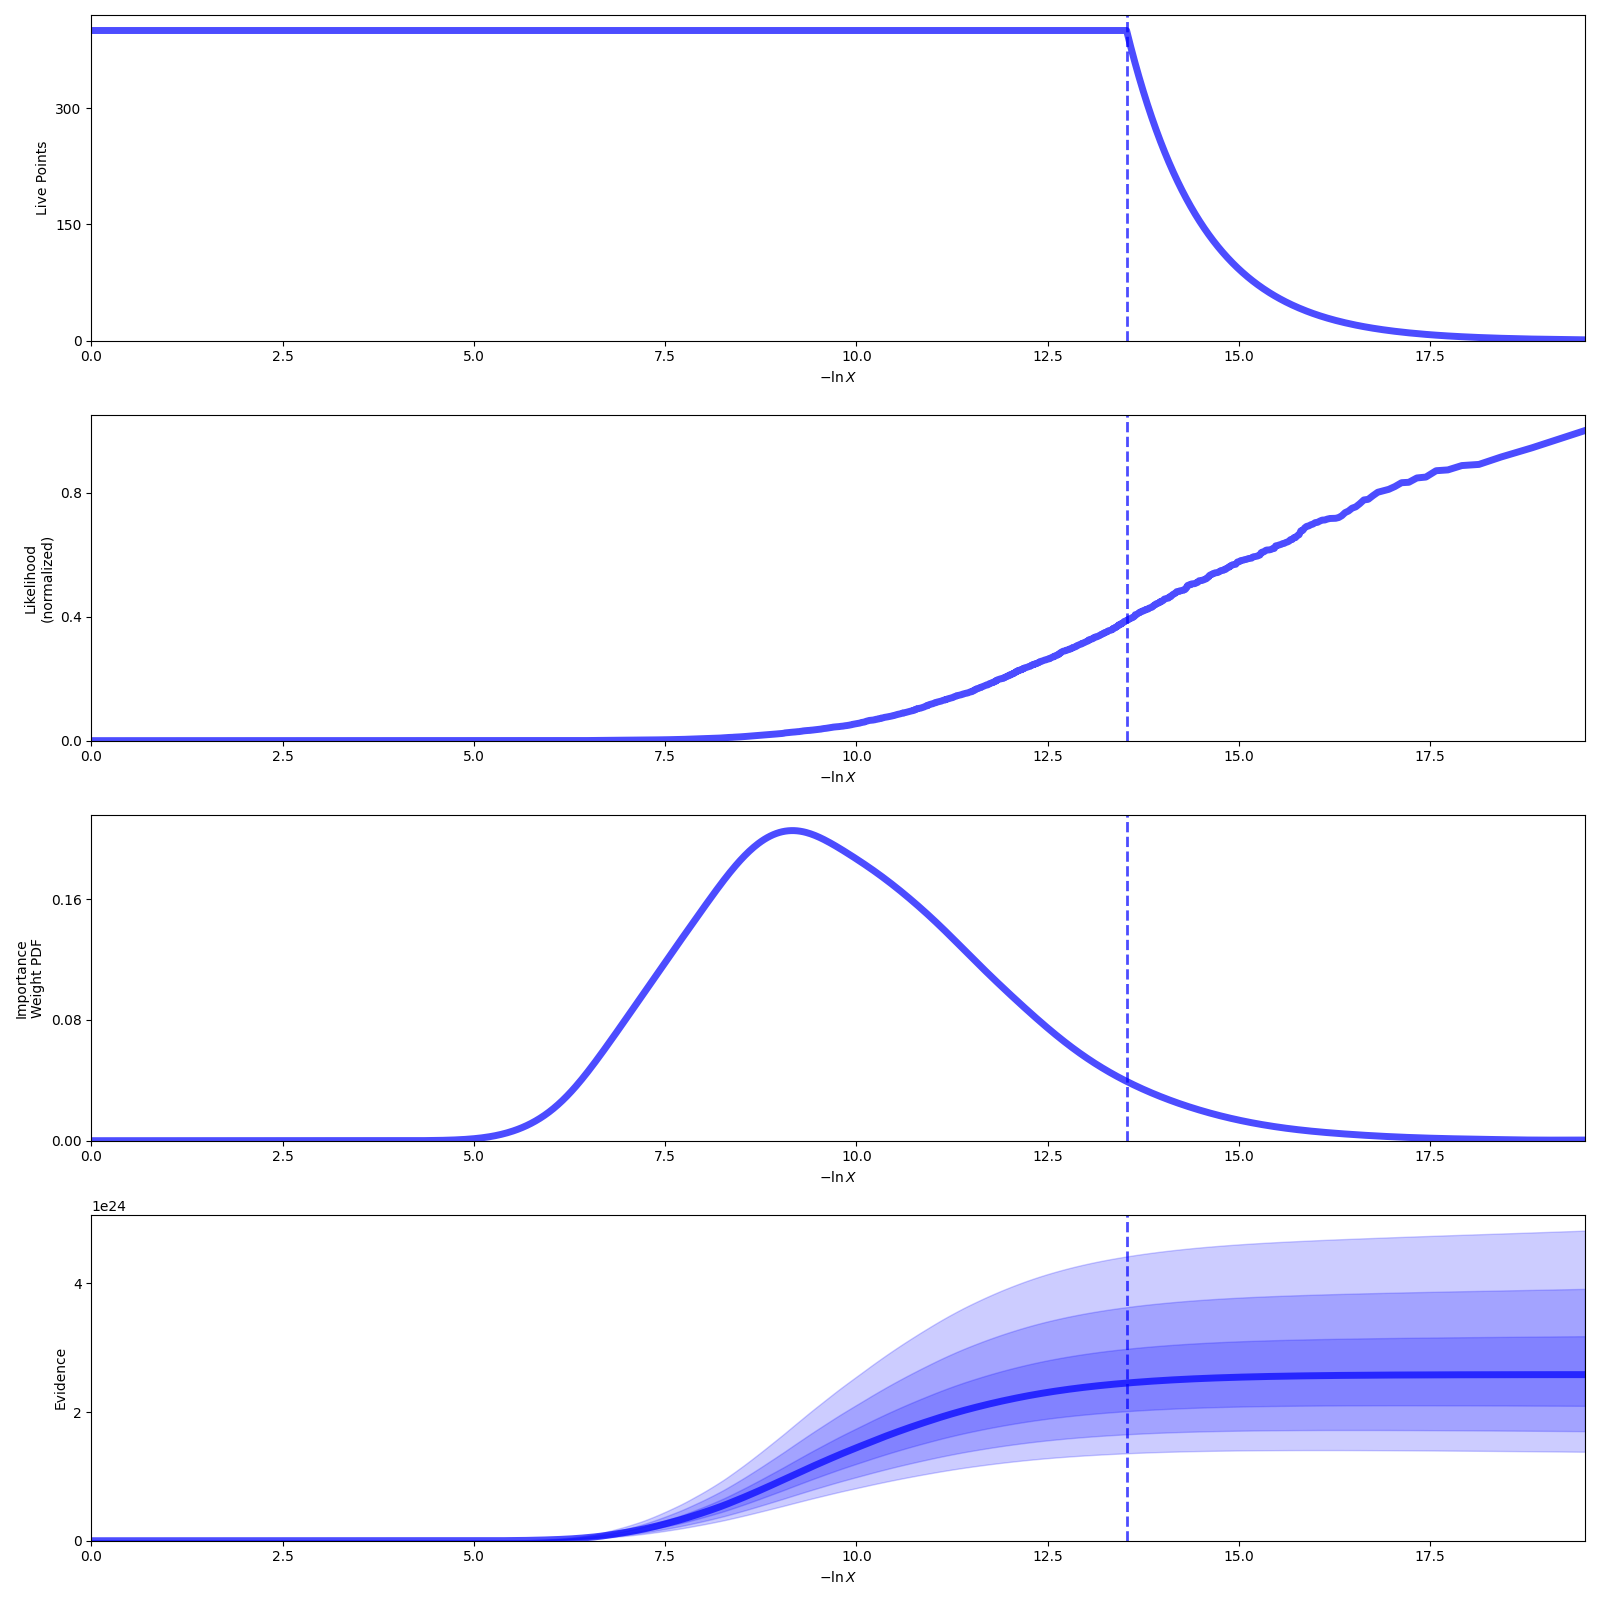 300
150
0
Live Points
0.0 2.5 5.0 7.5 10.0 12.5 15.0 17.5
−ln X
0.8
0.4
0.0
Likelihood
(normalized)
0.0 2.5 5.0 7.5 10.0 12.5 15.0 17.5
−ln X
0.16
0.08
0.00
Importance
Weight PDF
0.0 2.5 5.0 7.5 10.0 12.5 15.0 17.5
−ln X
1e24
4
2
0
Evidence
0.0 2.5 5.0 7.5 10.0 12.5 15.0 17.5
−ln X